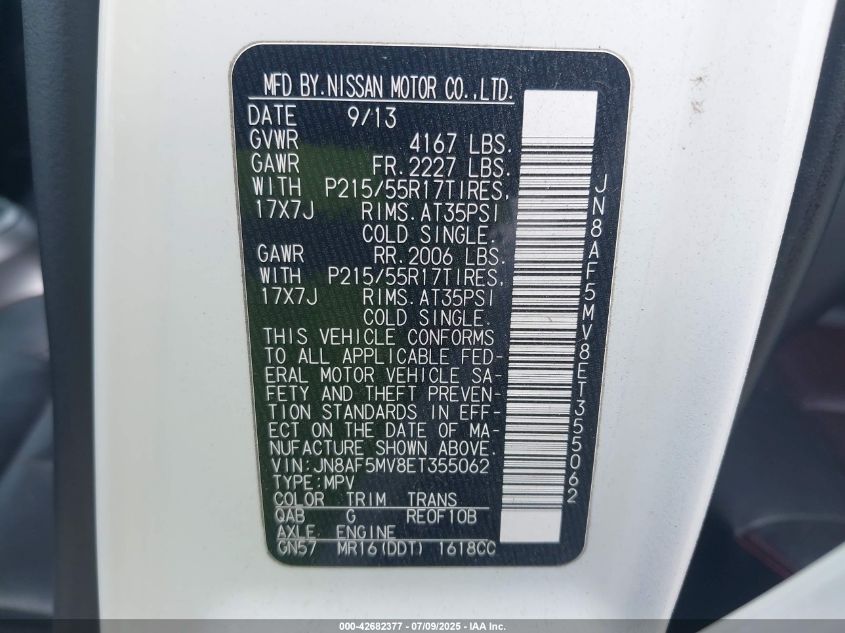 MFD BY.NISSAN MOTOR CO.,LTD.
DATE 9/13
GVWR 4167 LBS.
GAWR FR.2227 LBS.
WITH P215/55R17TIRES,
17X7J RIMS.AT35PSI
COLD SINGLE.
GAWR RR.2006 LBS.
WITH P215/55R17TIRES,
17X7J RIMS.AT35PSI
COLD SINGLE.
THIS VEHICLE CONFORMS
TO ALL APPLICABLE FED-
ERAL MOTOR VEHICLE SA-
FETY AND THEFT PREVEN-
TION STANDARDS IN EFF-
ECT ON THE DATE OF MA-
NUFACTURE SHOWN ABOVE.
VIN:JN8AF5MV8ET355062
TYPE:MPV
COLOR TRIM TRANS
QAB G RE0F10B
AXLE ENGINE
GN57 MR16(DDT) 1618CC
JN8AF5MV8ET355062
000-42682377 - 07/09/2025 - IAA Inc.